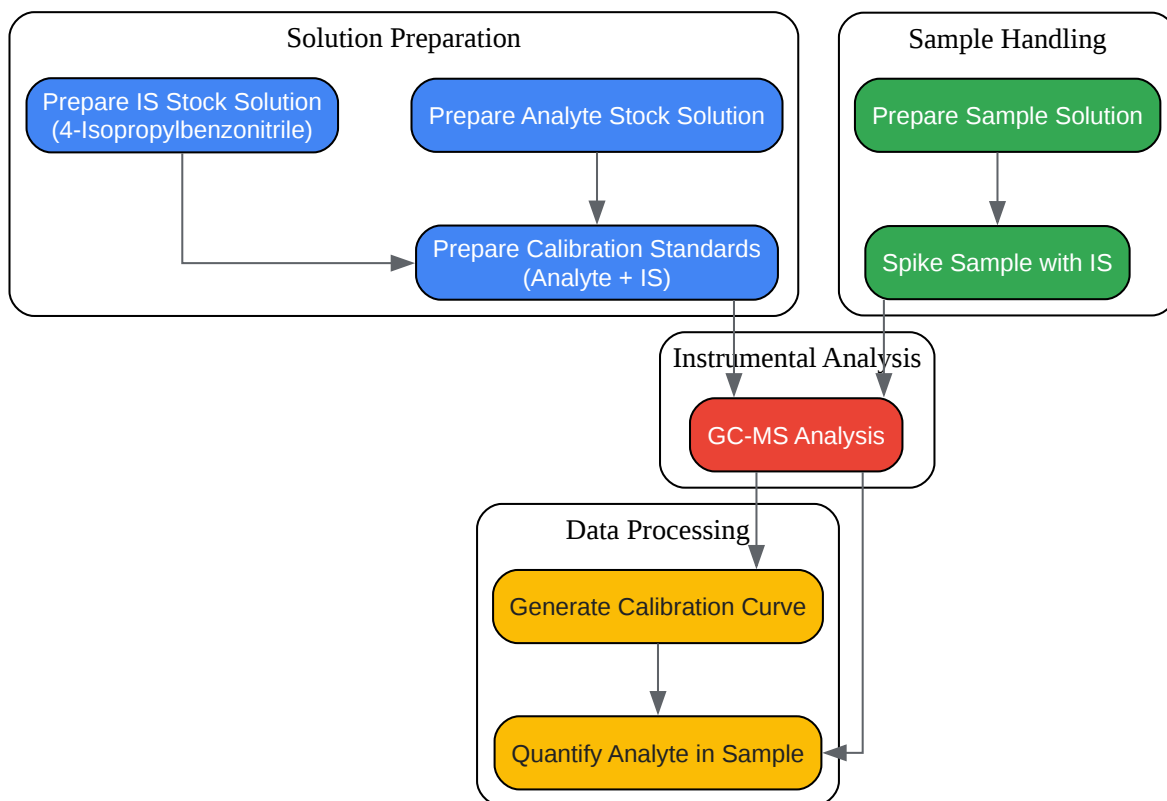 Solution Preparation
Prepare IS Stock Solution
(4-Isopropylbenzonitrile)
Prepare Analyte Stock Solution
Prepare Calibration Standards
(Analyte + IS)
Sample Handling
Prepare Sample Solution
Spike Sample with IS
Instrumental Analysis
GC-MS Analysis
Data Processing
Generate Calibration Curve
Quantify Analyte in Sample